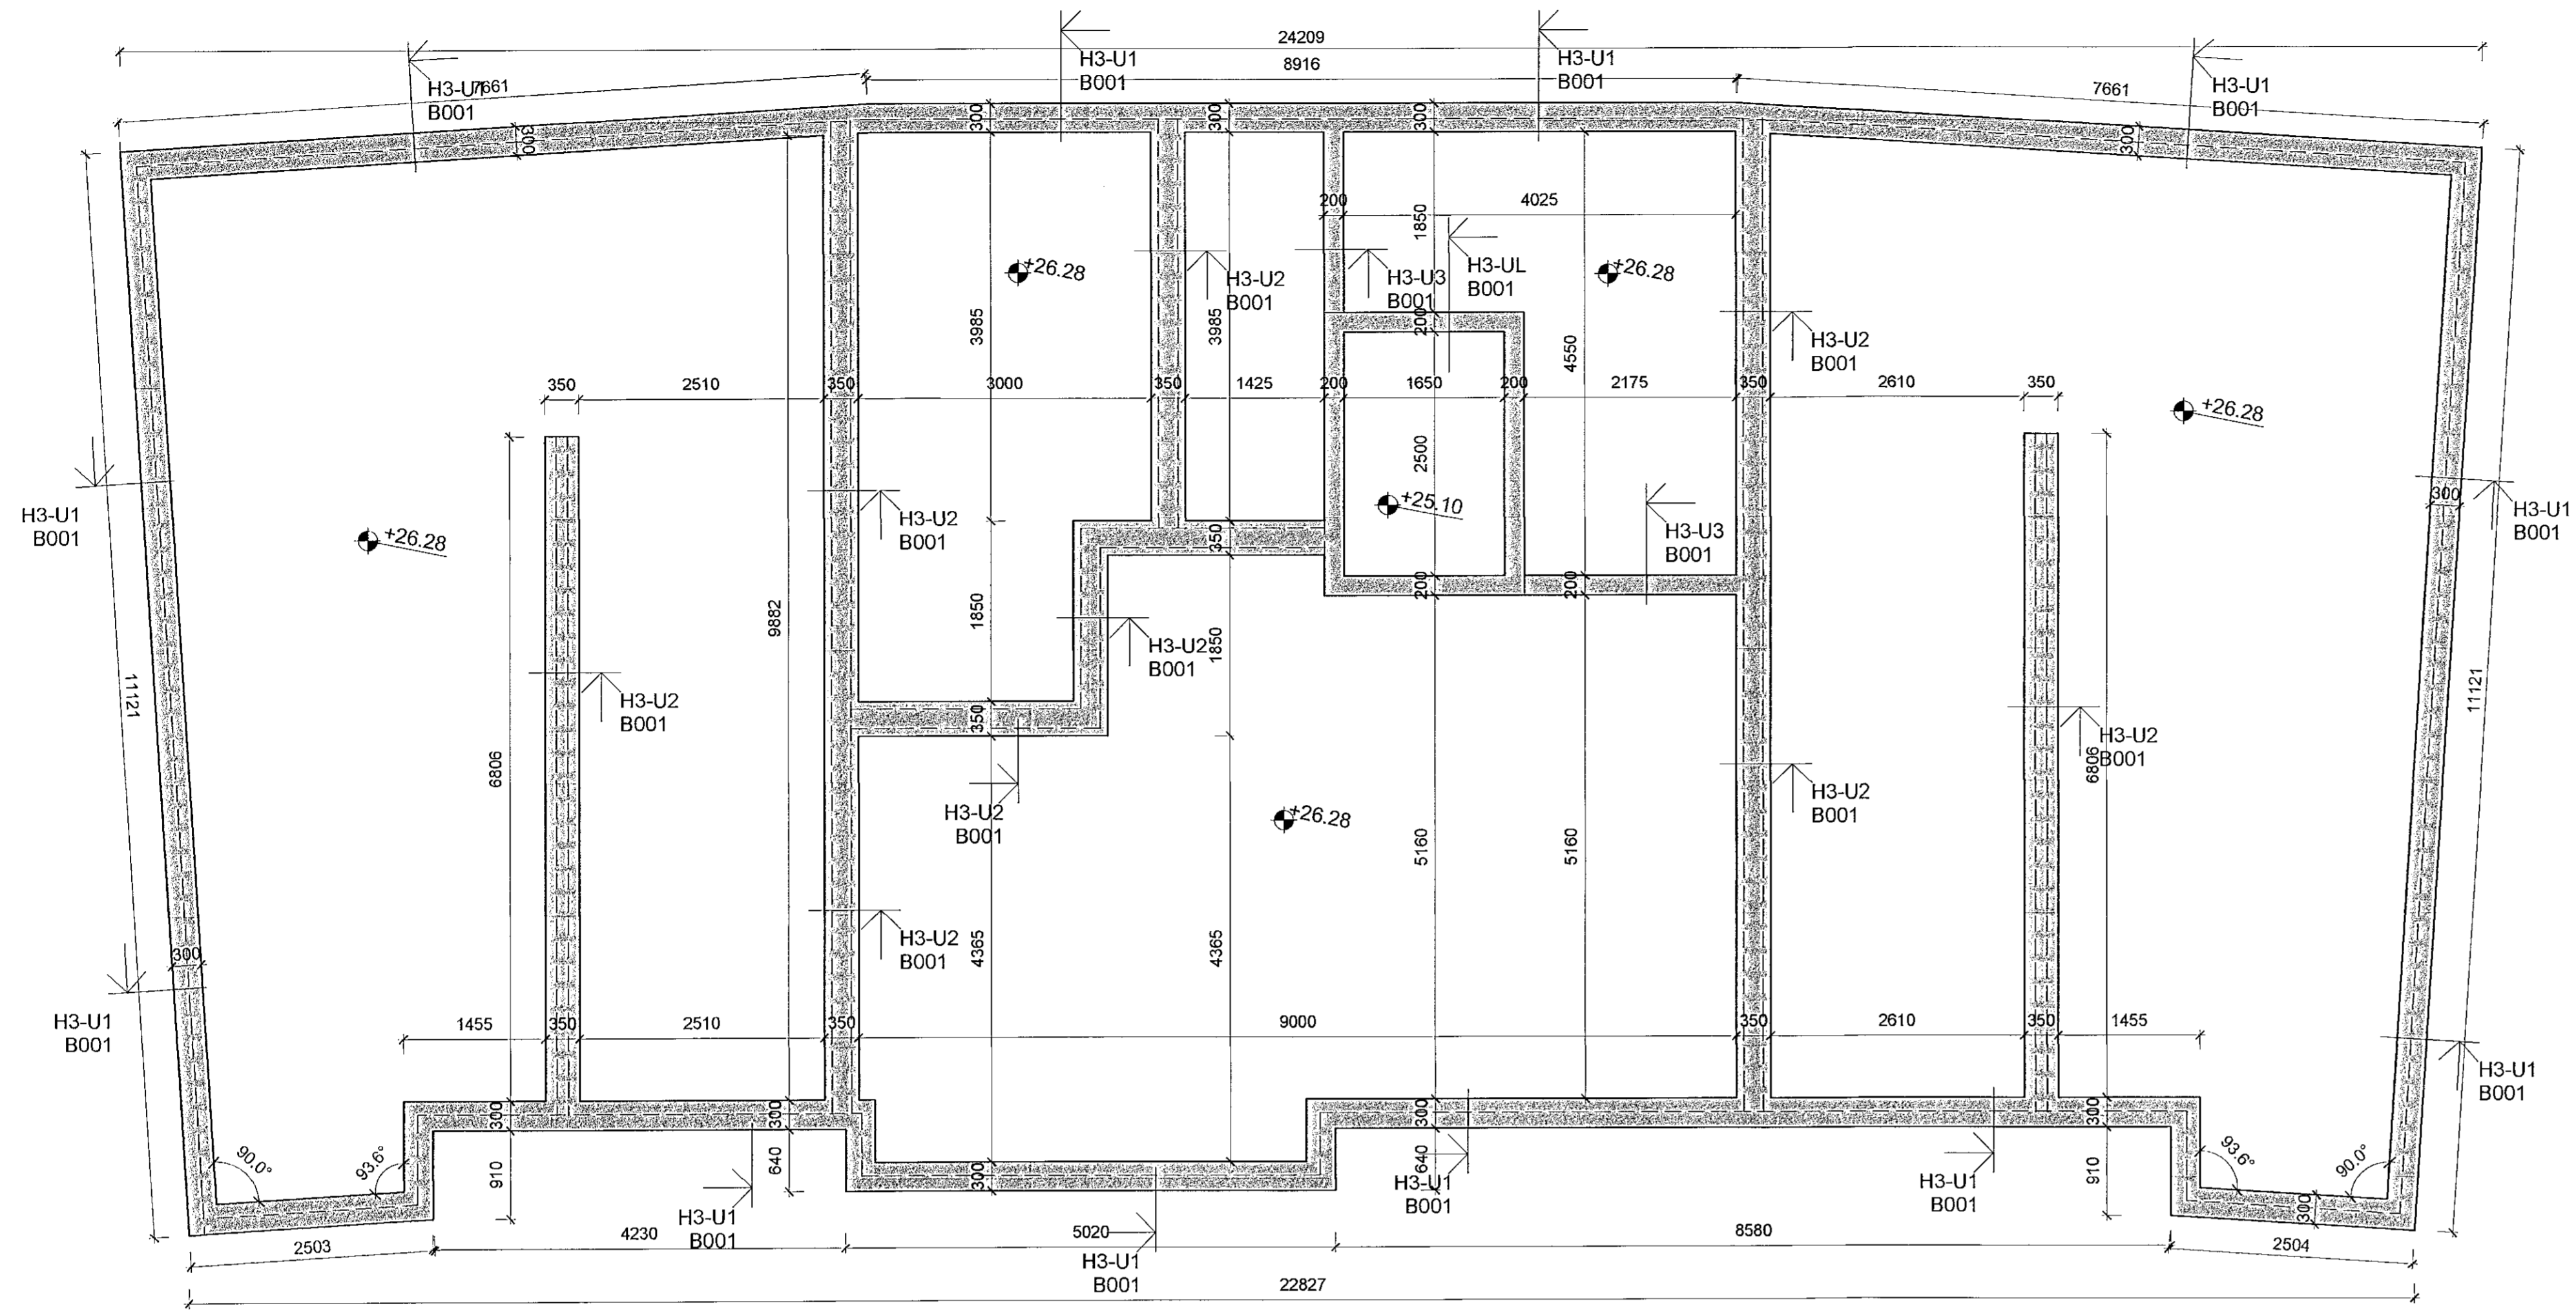 24209
H3-U1
B001
H3-U1
B001
8916
H3-U1
B001
7661
H3-U1
B001
7661
300
300
300
300
300
200
4025
1850
+26.28
H3-U2
B001
H3-U3
B001
H3-UL
B001
+26.28
200
3985
3985
4550
H3-U2
B001
350
2510
350
3000
350
1425
200
1650
200
2175
350
2610
350
+26.28
2500
H3-U1
B001
+26.28
H3-U2
B001
+25.10
H3-U3
B001
300
H3-U1
B001
350
200
200
9882
1850
1850
H3-U2
B001
11121
6806
H3-U2
B001
350
H3-U2
B001
6806
11121
H3-U2
B001
+26.28
H3-U2
B001
5160
5160
300
H3-U2
B001
4365
4365
H3-U1
B001
1455
350
2510
350
9000
350
2610
350
1455
H3-U1
B001
300
300
300
300
90.0°
93.6°
910
640
300
640
H3-U1
B001
H3-U1
B001
910
93.6°
90.0°
300
H3-U1
B001
2503
4230
5020
8580
2504
H3-U1
B001
22827